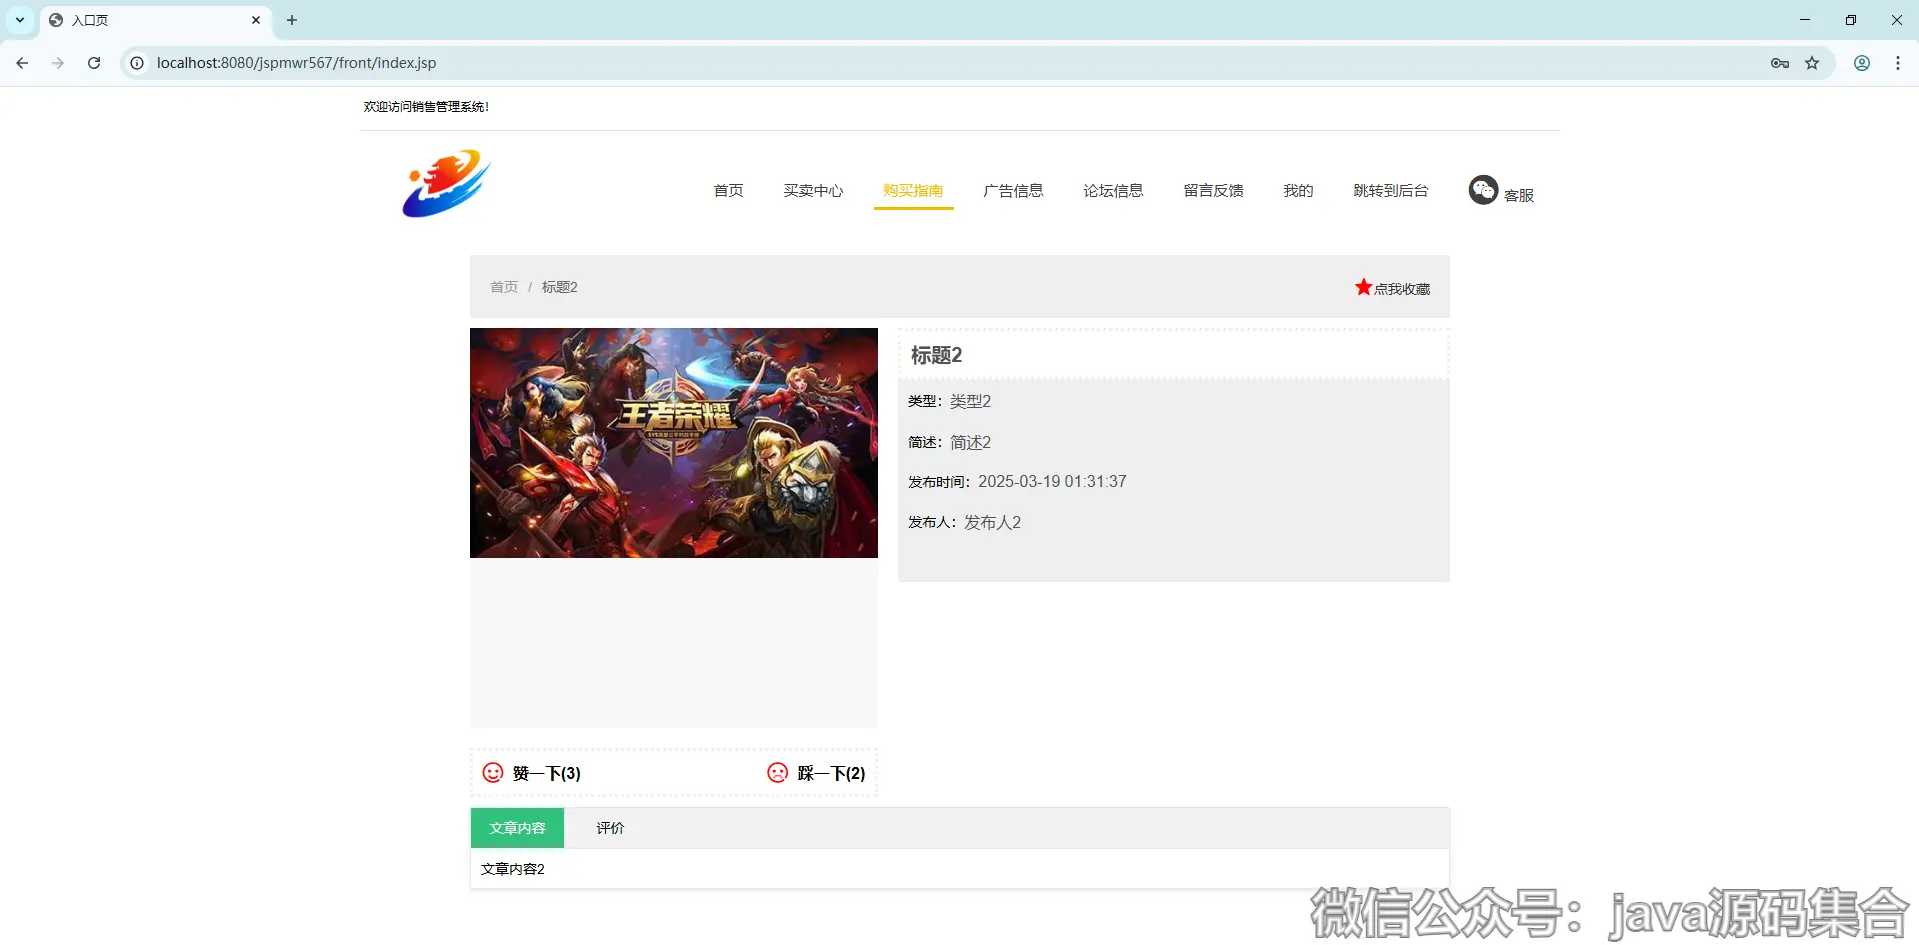 入口页
localhost:8080/jspmwr567/front/index.jsp
欢迎访问销售管理系统!
首页 买卖中心 购买指南 广告信息 论坛信息 留言反馈 我的 跳转到后台 客服
首页 / 标题2 点我收藏
王者荣耀
标题2
类型：类型2
简述：简述2
发布时间：2025-03-19 01:31:37
发布人：发布人2
赞一下(3) 踩一下(2)
文章内容 评价
文章内容2
微信公众号：java源码集合